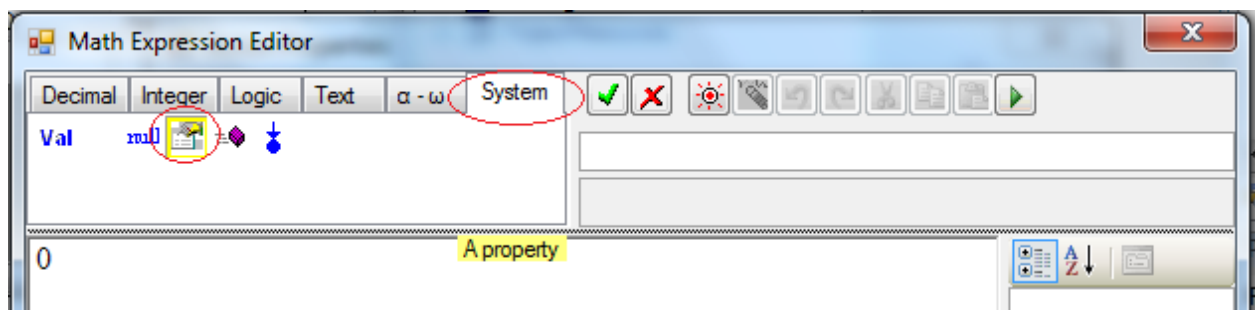 Math Expression Editor
Decimal Integer Logic Text α - ω System
Val null
A property
0
A
Z